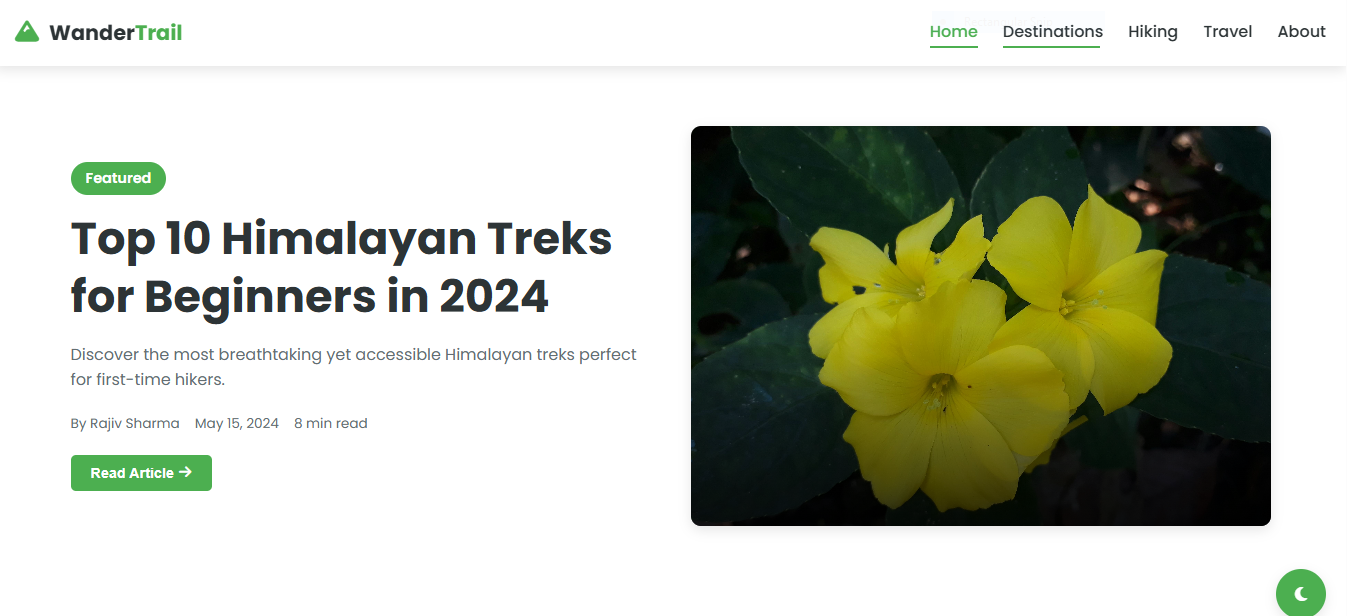 WanderTrail
Home Destinations Hiking Travel About
Featured
Top 10 Himalayan Treks
for Beginners in 2024
Discover the most breathtaking yet accessible Himalayan treks perfect
for first-time hikers.
By Rajiv Sharma May 15, 2024 8 min read
Read Article →